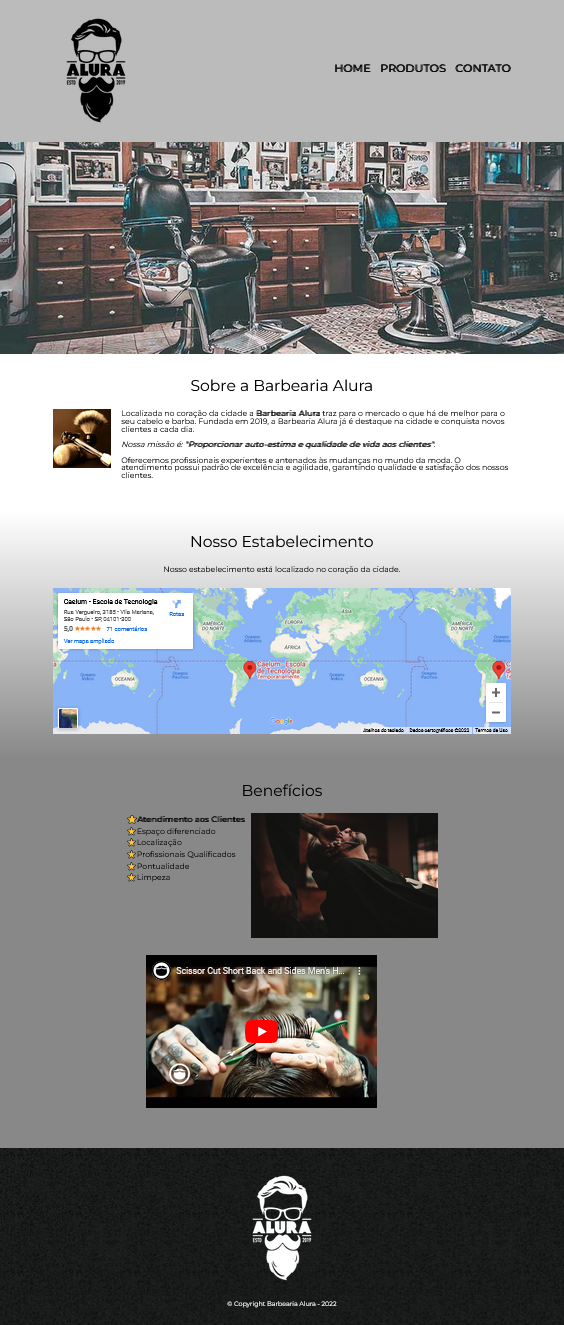 ALURA
ESTD 2019
HOME PRODUTOS CONTATO
Sobre a Barbearia Alura
Localizada no coração da cidade a Barbearia Alura traz para o mercado o que há de melhor para o
seu cabelo e barba. Fundada em 2019, a Barbearia Alura já é destaque na cidade e conquista novos
clientes a cada dia.
Nossa missão é: "Proporcionar auto-estima e qualidade de vida aos clientes".
Oferecemos profissionais experientes e antenados às mudanças no mundo da moda. O
atendimento possui padrão de excelência e agilidade, garantindo qualidade e satisfação dos nossos
clientes.
Nosso Estabelecimento
Nosso estabelecimento está localizado no coração da cidade.
Caelum - Escola de Tecnologia
Rua Vergueiro, 3185 - Vila Mariana,
São Paulo - SP, 04101-300
Rotas
5,0 71 comentários
Ver mapa ampliado
AMÉRICA DO NORTE
EUROPA
ÁSIA
ÁFRICA
OCEANIA
Oceano Atlântico
Oceano Índico
Oceano Pacífico
Caelum - Escola
de Tecnologia
Temporariamente
Google
Atalhos do teclado Dados cartográficos ©2022 Termos de Uso
Benefícios
Atendimento aos Clientes
Espaço diferenciado
Localização
Profissionais Qualificados
Pontualidade
Limpeza
Scissor Cut Short Back and Sides Men's H...
ALURA
ESTD 2019
© Copyright Barbearia Alura - 2022